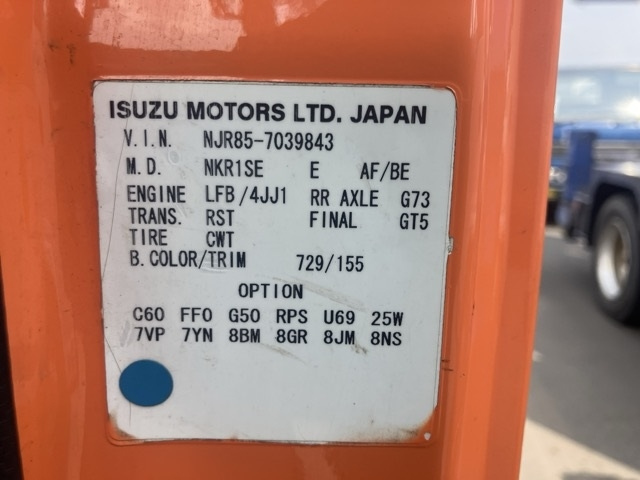 ISUZU MOTORS LTD. JAPAN
V.I.N. NJR85-7039843
M.D. NKR1SE E AF/BE
ENGINE LFB/4JJ1 RR AXLE G73
TRANS. RST FINAL GT5
TIRE CWT
B.COLOR/TRIM 729/155
OPTION
C60 FF0 G50 RPS U69 25W
7VP 7YN 8BM 8GR 8JM 8NS